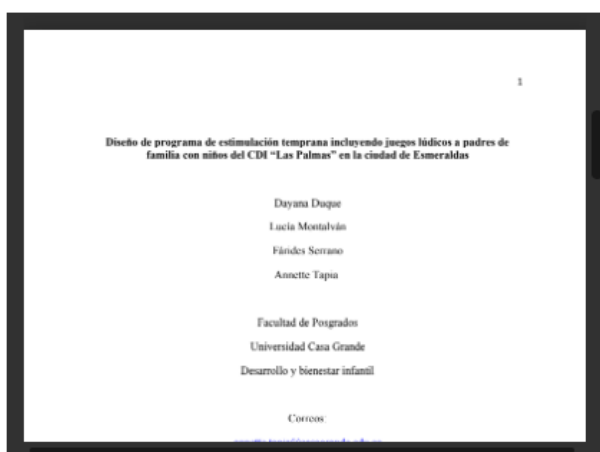 1
Diseño de programa de estimulación temprana incluyendo juegos lúdicos a padres de
familia con niños del CDI “Las Palmas” en la ciudad de Esmeraldas
Dayana Duque
Lucía Montalván
Serrano
Annette Tapia
Facultad de Posgrados
Universidad Casa Grande
Desarrollo y bienestar infantil
Correos: